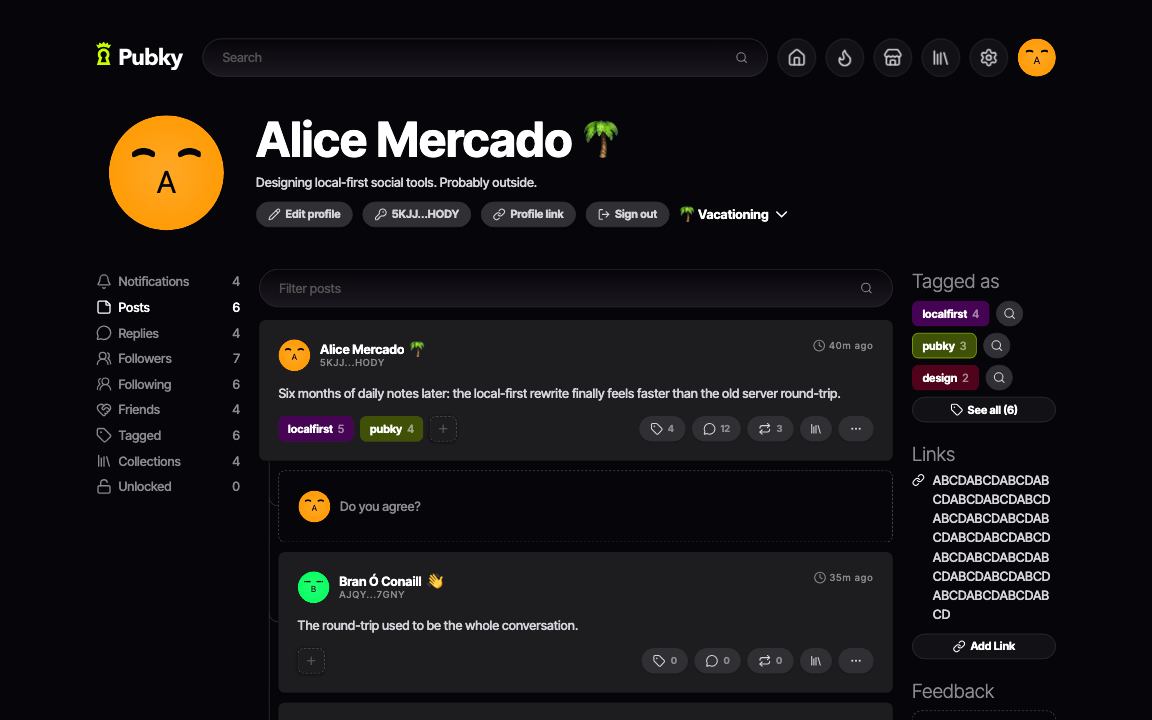 Pubky
Search
A
A
Alice Mercado 🌴
Designing local-first social tools. Probably outside.
Edit profile
5KJJ...HODY
Profile link
Sign out
🌴 Vacationing
Notifications 4
Posts 6
Replies 4
Followers 7
Following 6
Friends 4
Tagged 6
Collections 4
Unlocked 0
Filter posts
A
Alice Mercado 🌴
5KJJ...HODY
40m ago
Six months of daily notes later: the local-first rewrite finally feels faster than the old server round-trip.
localfirst 5
pubky 4
+
4
12
3
A
Do you agree?
B
Bran Ó Conaill 👋
AJQY...7GNY
35m ago
The round-trip used to be the whole conversation.
+
0
0
0
Tagged as
localfirst 4
pubky 3
design 2
See all (6)
Links
ABCDABCDABCDAB
CDABCDABCDABCD
ABCDABCDABCDAB
CDABCDABCDABCD
ABCDABCDABCDAB
CDABCDABCDABCD
ABCDABCDABCDAB
CD
Add Link
Feedback